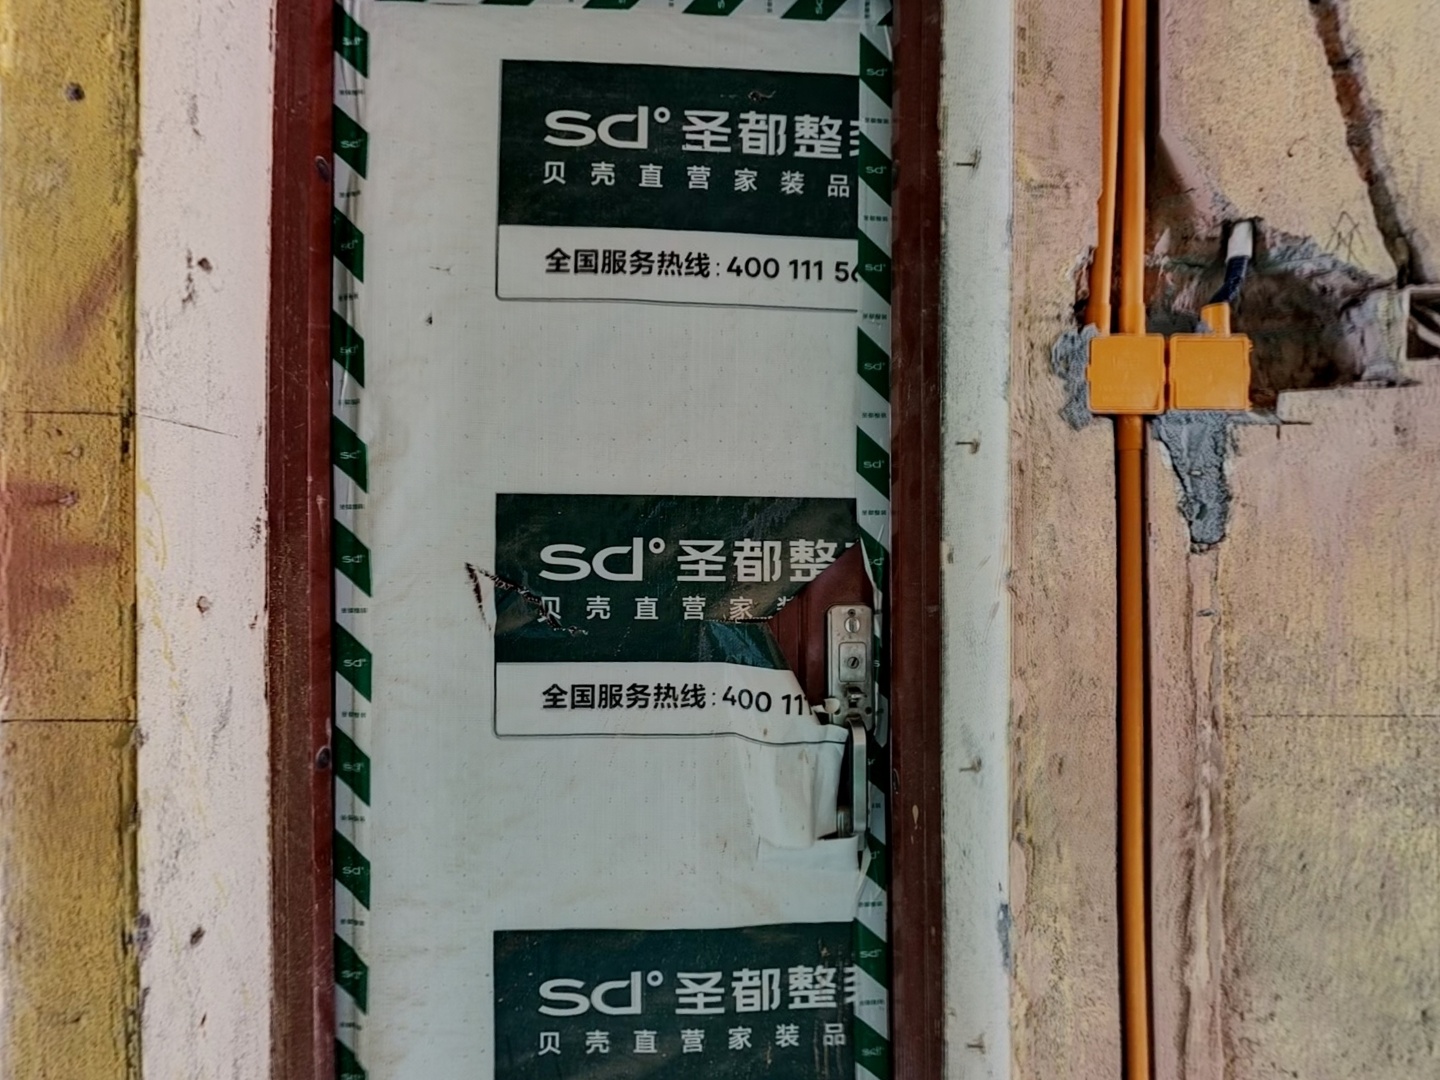 sd° 圣都整
贝壳直营家装品
全国服务热线:400 111 56
sd° 圣都整
贝壳直营家装
全国服务热线:400 11
sd° 圣都整
贝壳直营家装品